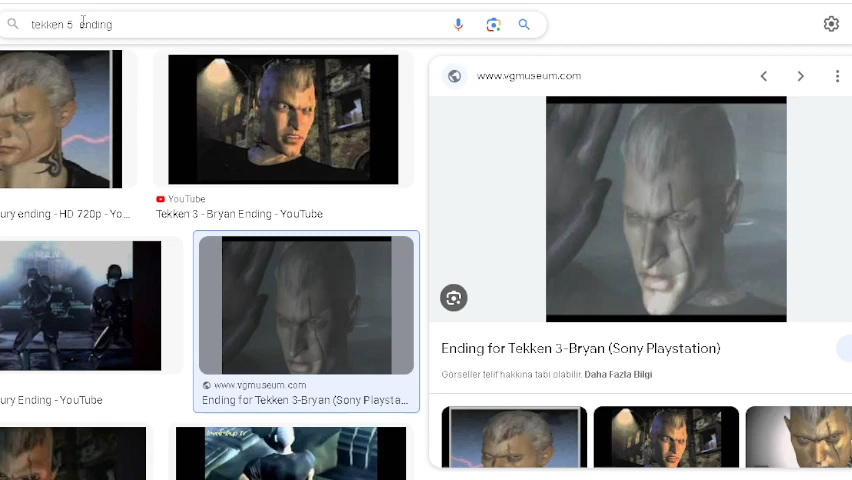 tekken 5 ending
www.vgmuseum.com
YouTube
ury ending - HD 720p - Yo...
Tekken 3 - Bryan Ending - YouTube
www.vgmuseum.com
ury Ending - YouTube
Ending for Tekken 3-Bryan (Sony Playsta...
Ending for Tekken 3-Bryan (Sony Playstation)
Görseller telif hakkına tabi olabilir. Daha Fazla Bilgi